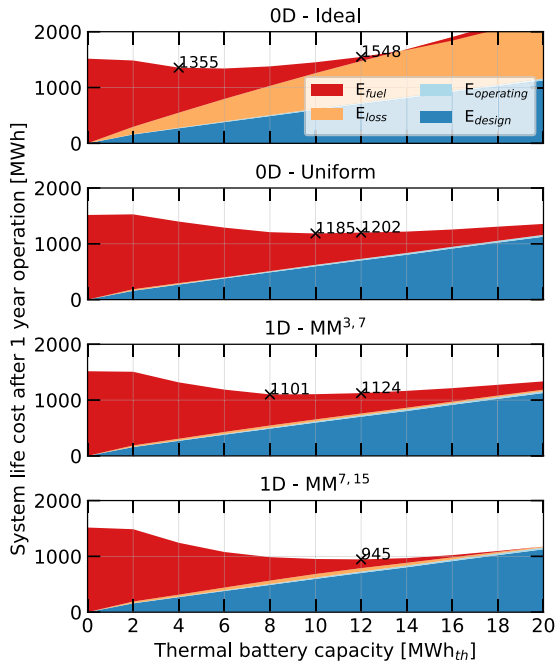 0D - Ideal
2000
1355
1548
1000
E_fuel
E_operating
E_loss
E_design
0
0D - Uniform
2000
1185
1202
1000
0
1D - MM^{3, 7}
2000
1101
1124
1000
0
1D - MM^{7, 15}
2000
1000
945
0
0 2 4 6 8 10 12 14 16 18 20
Thermal battery capacity [MWh_{th}]
System life cost after 1 year operation [MWh]